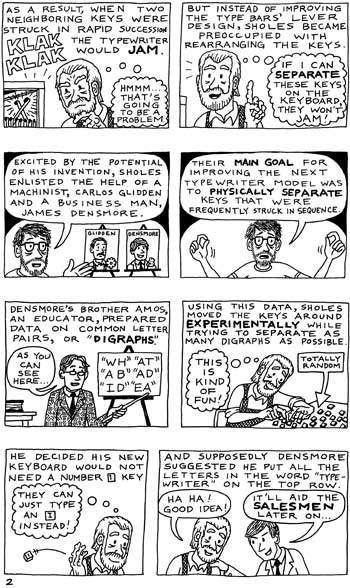 AS A RESULT, WHEN TWO
NEIGHBORING KEYS WERE
STRUCK IN RAPID SUCCESSION
THE TYPEWRITER
WOULD JAM.
KLAK
KLAK
HMMM...
THAT'S
GOING
TO BE A
PROBLEM.
BUT INSTEAD OF IMPROVING
THE TYPE BARS' LEVER
DESIGN, SHOLES BECAME
PREOCCUPIED WITH
REARRANGING THE KEYS.
IF I CAN
SEPARATE
THESE KEYS
ON THE
KEYBOARD,
THEY WON'T
JAM!
EXCITED BY THE POTENTIAL
OF HIS INVENTION, SHOLES
ENLISTED THE HELP OF A
MACHINIST, CARLOS GLIDDEN
AND A BUSINESS MAN,
JAMES DENSMORE.
GLIDDEN
DENSMORE
THEIR MAIN GOAL FOR
IMPROVING THE NEXT
TYPEWRITER MODEL WAS
TO PHYSICALLY SEPARATE
KEYS THAT WERE
FREQUENTLY STRUCK IN SEQUENCE.
DENSMORE'S BROTHER AMOS,
AN EDUCATOR, PREPARED
DATA ON COMMON LETTER
PAIRS, OR "DIGRAPHS."
AS YOU
CAN
SEE
HERE...
"WH" "AT"
"AB" "AD"
"ID" "EA"
USING THIS DATA, SHOLES
MOVED THE KEYS AROUND
EXPERIMENTALLY WHILE
TRYING TO SEPARATE AS
MANY DIGRAPHS AS POSSIBLE.
THIS
IS KIND
OF
FUN!
TOTALLY
RANDOM
HE DECIDED HIS NEW
KEYBOARD WOULD NOT
NEED A NUMBER 1 KEY
THEY CAN
JUST TYPE
AN I
INSTEAD!
AND SUPPOSEDLY DENSMORE
SUGGESTED HE PUT ALL THE
LETTERS IN THE WORD "TYPE-
WRITER" ON THE TOP ROW.
HA HA!
GOOD IDEA!
IT'LL AID THE
SALESMEN
LATER ON...
2